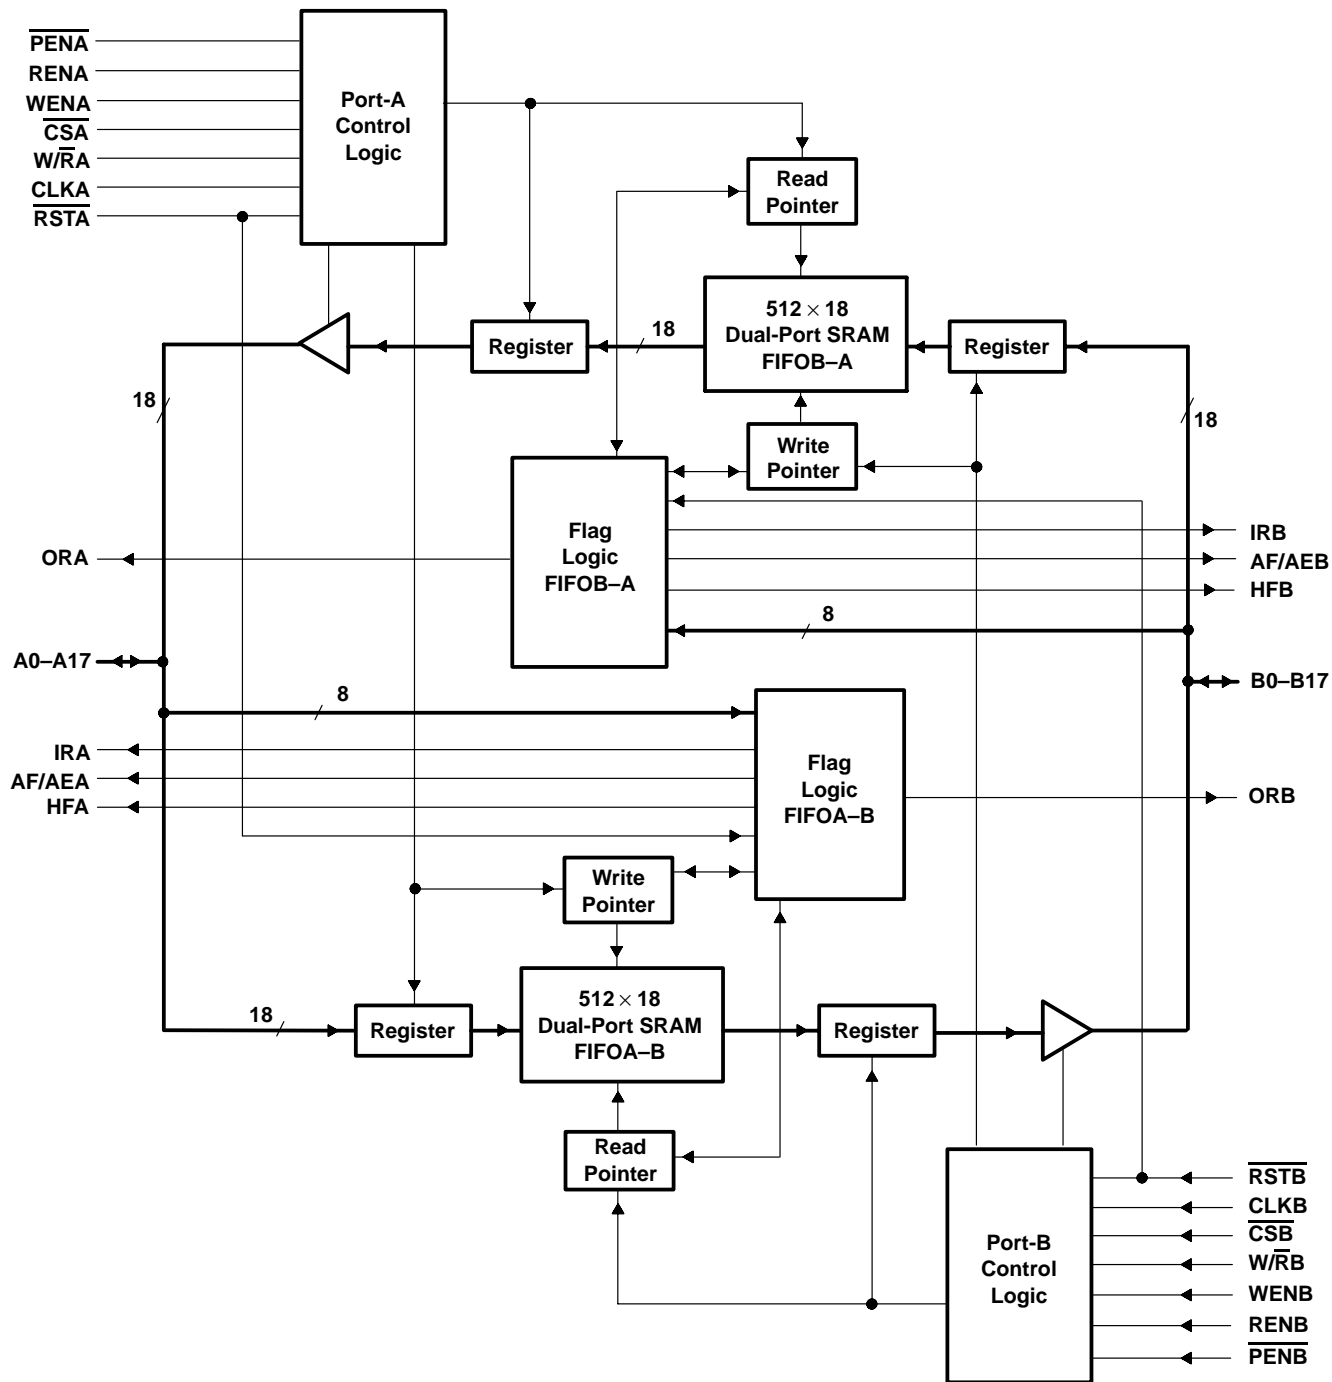 PENA
RENA
WENA
CSA
W/RA
CLKA
RSTA
Port-A
Control
Logic
Read
Pointer
512 × 18
Dual-Port SRAM
FIFOB–A
Register
18
Register
18
18
Write
Pointer
Flag
Logic
FIFOB–A
ORA
IRB
AF/AEB
HFB
8
A0–A17
B0–B17
8
IRA
AF/AEA
HFA
Flag
Logic
FIFOA–B
ORB
Write
Pointer
18
Register
512 × 18
Dual-Port SRAM
FIFOA–B
Register
Read
Pointer
Port-B
Control
Logic
RSTB
CLKB
CSB
W/RB
WENB
RENB
PENB